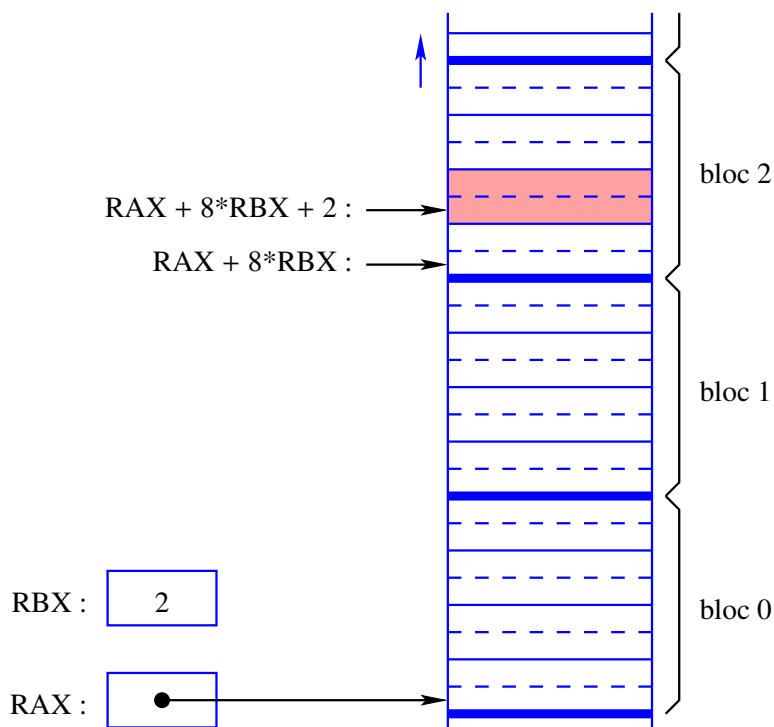 bloc 2
RAX + 8*RBX + 2 :
RAX + 8*RBX :
bloc 1
RBX :
2
bloc 0
RAX :